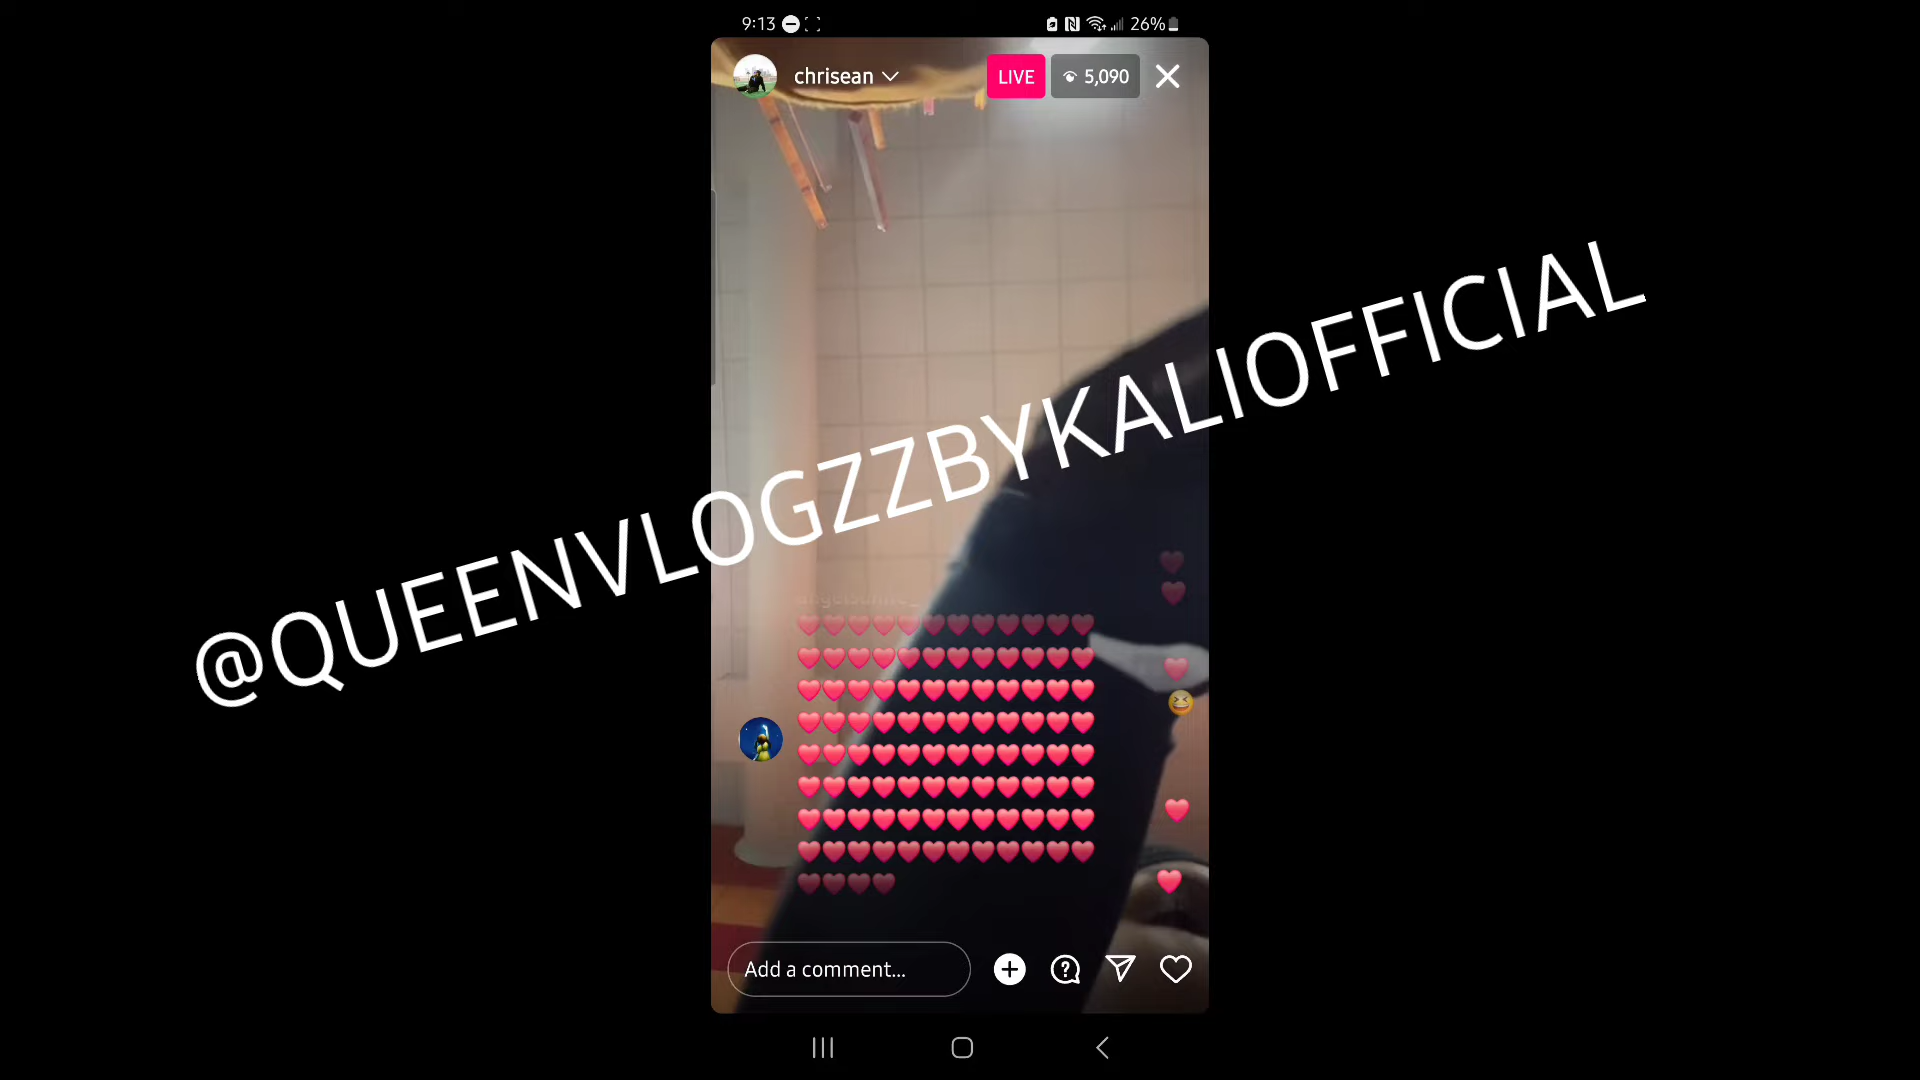 9:13 26%
chrisean LIVE 5,090
@QUEENVLOGZZBYKALIOFFICIAL
Add a comment...